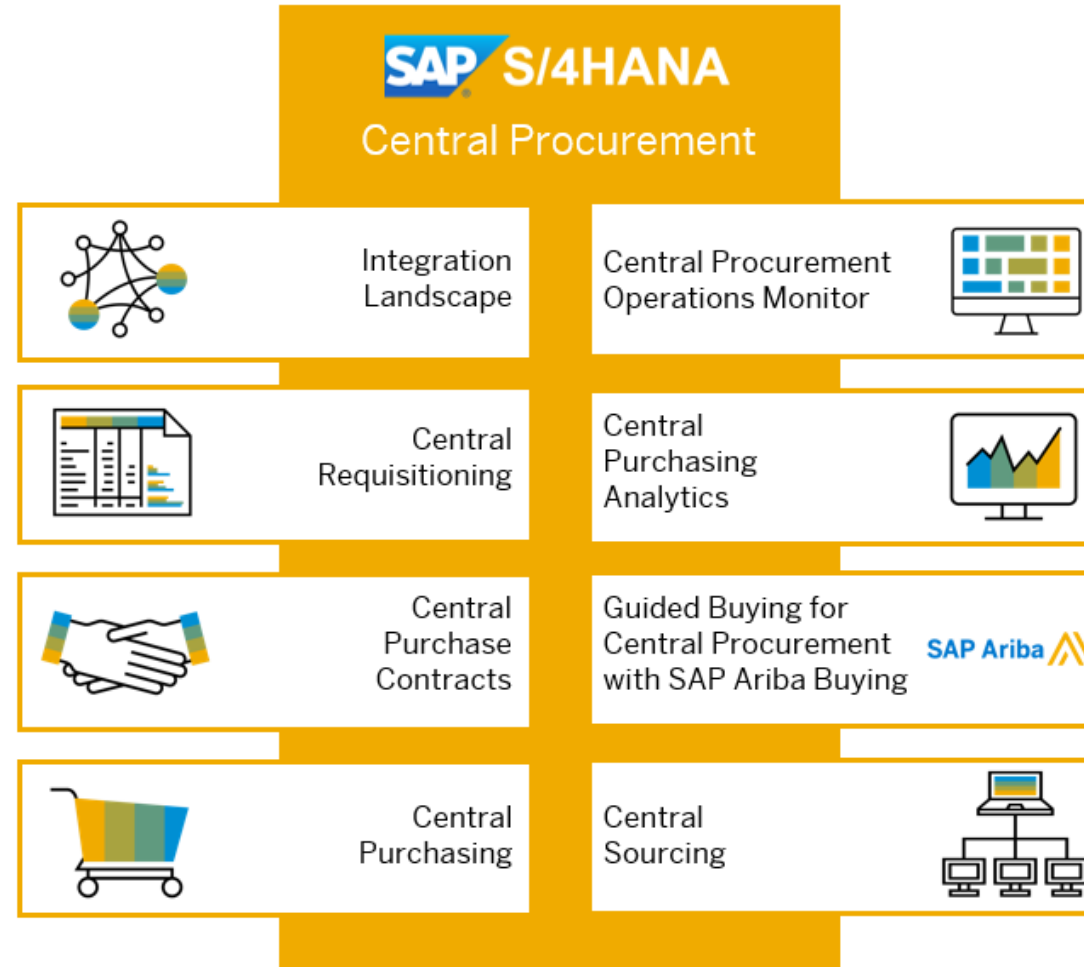 SAP S/4HANA
Central Procurement
Integration
Landscape
Central Procurement
Operations Monitor
Central
Requisitioning
Central
Purchasing
Analytics
Central
Purchase
Contracts
Guided Buying for
Central Procurement
with SAP Ariba Buying
SAP Ariba
Central
Purchasing
Central
Sourcing